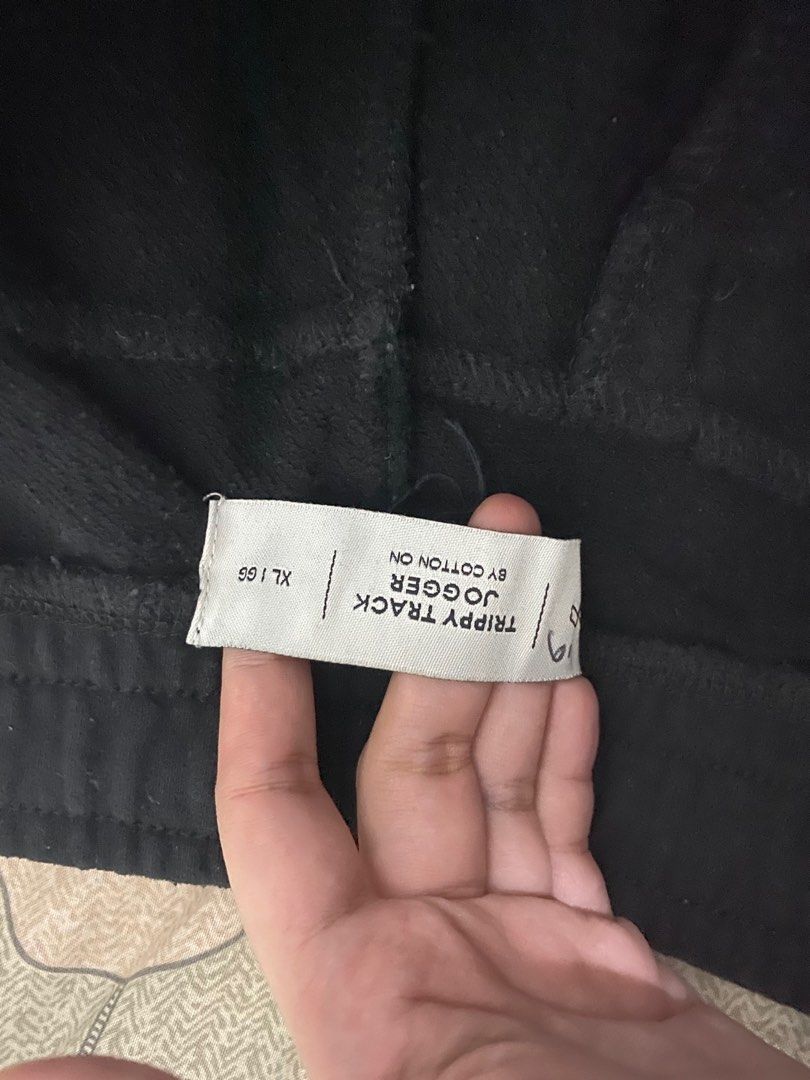 TRIPPY TRACK
JOGGER
BY COTTON ON
XL | GG